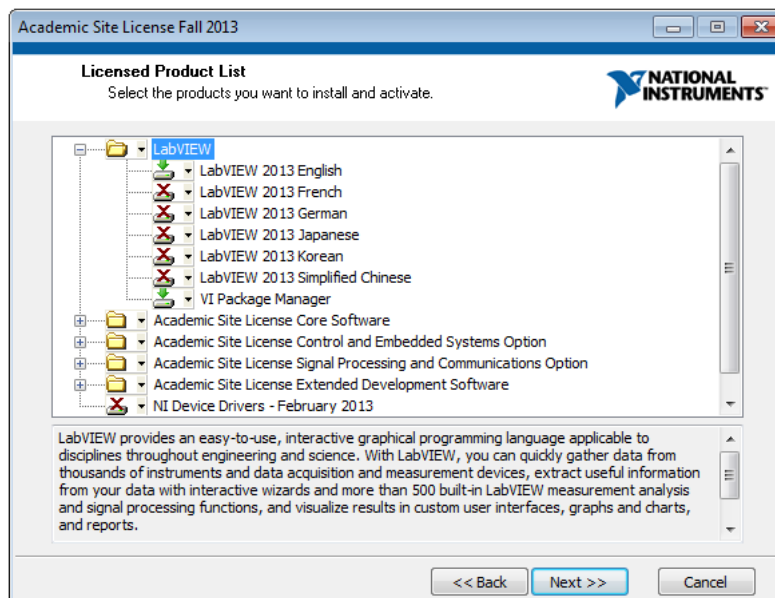 Academic Site License Fall 2013
Licensed Product List
Select the products you want to install and activate.
NATIONAL
INSTRUMENTS™
LabVIEW
LabVIEW 2013 English
LabVIEW 2013 French
LabVIEW 2013 German
LabVIEW 2013 Japanese
LabVIEW 2013 Korean
LabVIEW 2013 Simplified Chinese
VI Package Manager
Academic Site License Core Software
Academic Site License Control and Embedded Systems Option
Academic Site License Signal Processing and Communications Option
Academic Site License Extended Development Software
NI Device Drivers - February 2013
LabVIEW provides an easy-to-use, interactive graphical programming language applicable to
disciplines throughout engineering and science. With LabVIEW, you can quickly gather data from
thousands of instruments and data acquisition and measurement devices, extract useful information
from your data with interactive wizards and more than 500 built-in LabVIEW measurement analysis
and signal processing functions, and visualize results in custom user interfaces, graphs and charts,
and reports.
<< Back
Next >>
Cancel